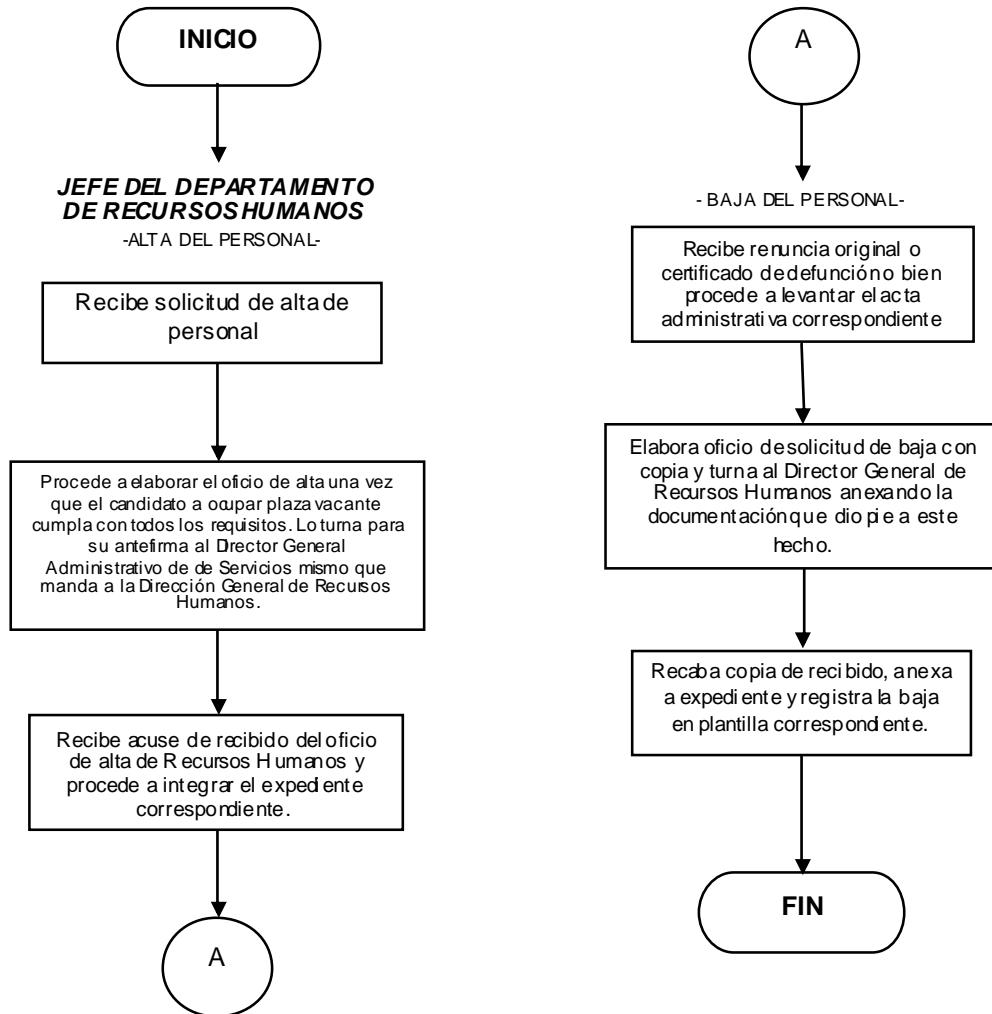 INICIO
JEFE DEL DEPARTAMENTO
DE RECURSOS HUMANOS
-ALTA DEL PERSONAL-
Recibe solicitud de alta de
personal
Procede a elaborar el oficio de alta una vez
que el candidato a ocupar plaza vacante
cumpla con todos los requisitos. Lo turna para
su antefirma al Director General
Administrativo de de Servicios mismo que
manda a la Dirección General de Recursos
Humanos.
Recibe acuse de recibido del oficio
de alta de Recursos Humanos y
procede a integrar el expediente
correspondiente.
A
A
- BAJA DEL PERSONAL-
Recibe renuncia original o
certificado de defunción o bien
procede a levantar el acta
administrativa correspondiente
Elabora oficio de solicitud de baja con
copia y turna al Director General de
Recursos Humanos anexando la
documentación que dio pie a este
hecho.
Recaba copia de recibido, anexa
a expediente y registra la baja
en plantilla correspondiente.
FIN